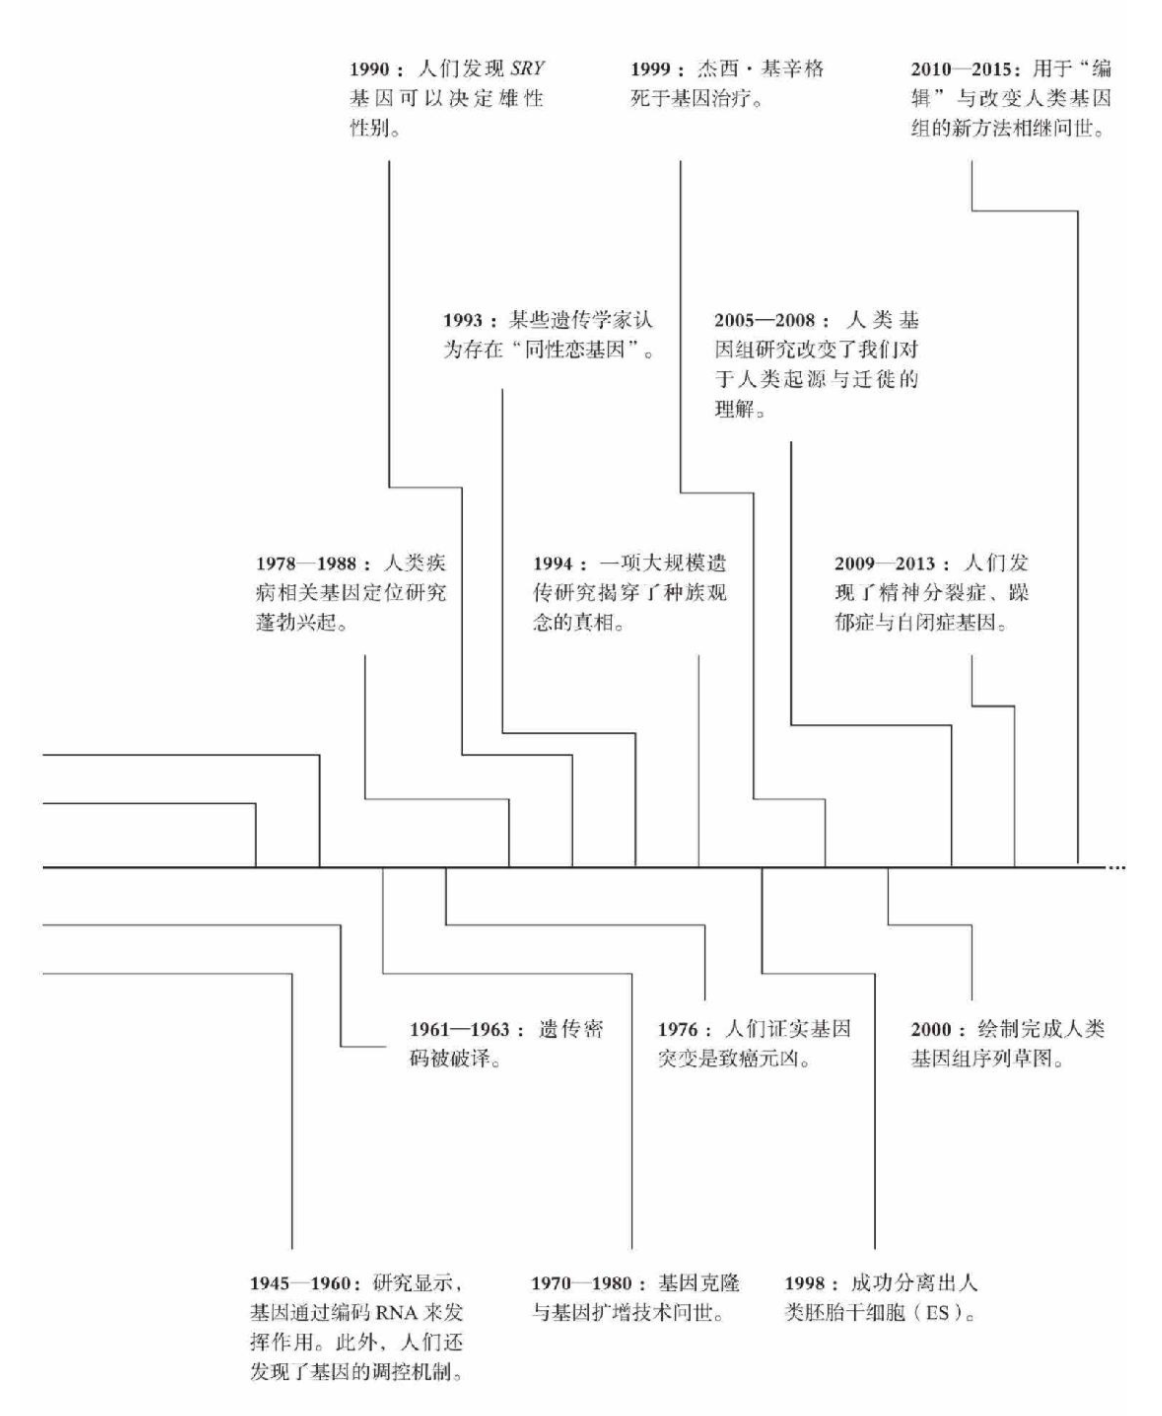 1990：人们发现 SRY
基因可以决定雄性
性别。
1999：杰西·基辛格
死于基因治疗。
2010—2015：用于“编
辑”与改变人类基因
组的新方法相继问世。
1993：某些遗传学家认
为存在“同性恋基因”。
2005—2008：人类基
因组研究改变了我们对
于人类起源与迁徙的
理解。
1978—1988：人类疾
病相关基因定位研究
蓬勃兴起。
1994：一项大规模遗
传研究揭穿了种族观
念的真相。
2009—2013：人们发
现了精神分裂症、躁
郁症与自闭症基因。
1961—1963：遗传密
码被破译。
1976：人们证实基因
突变是致癌元凶。
2000：绘制完成人类
基因组序列草图。
1945—1960：研究显示，
基因通过编码 RNA 来发
挥作用。此外，人们还
发现了基因的调控机制。
1970—1980：基因克隆
与基因扩增技术问世。
1998：成功分离出人
类胚胎干细胞（ES）。